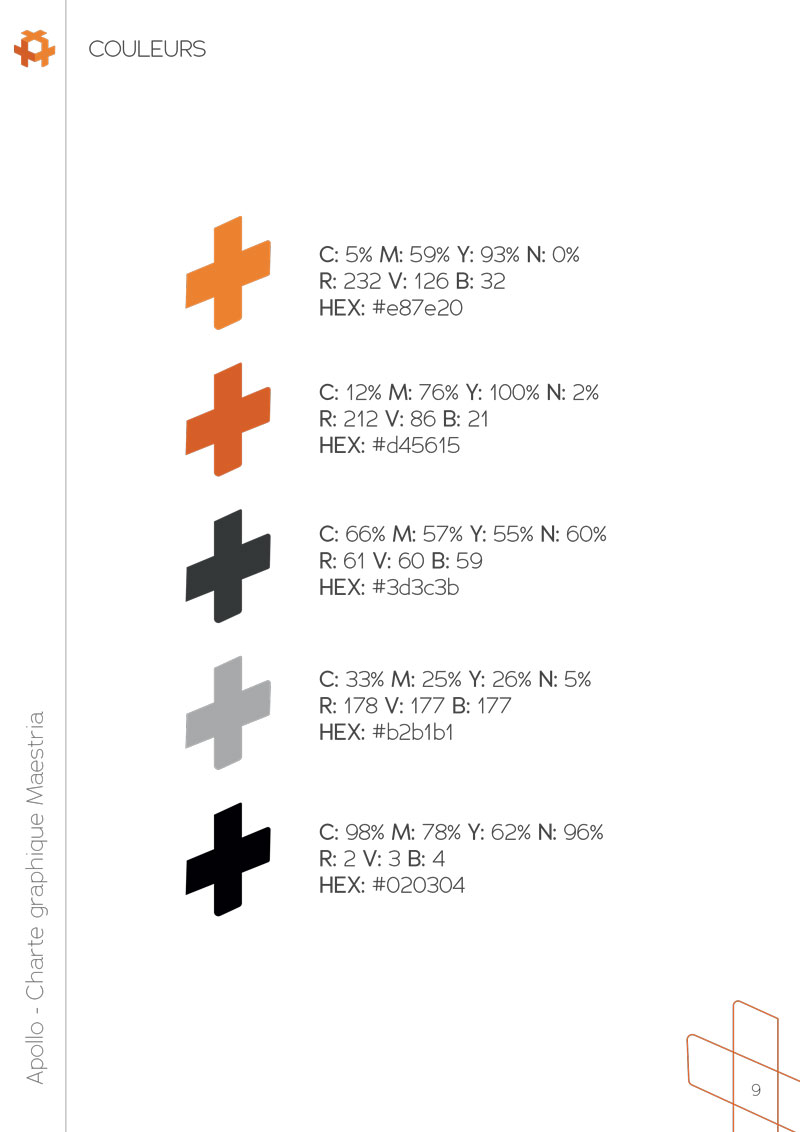 COULEURS
C: 5% M: 59% Y: 93% N: 0%
R: 232 V: 126 B: 32
HEX: #e87e20
C: 12% M: 76% Y: 100% N: 2%
R: 212 V: 86 B: 21
HEX: #d45615
C: 66% M: 57% Y: 55% N: 60%
R: 61 V: 60 B: 59
HEX: #3d3c3b
C: 33% M: 25% Y: 26% N: 5%
R: 178 V: 177 B: 177
HEX: #b2b1b1
C: 98% M: 78% Y: 62% N: 96%
R: 2 V: 3 B: 4
HEX: #020304
Apollo - Charte graphique Maestria
9